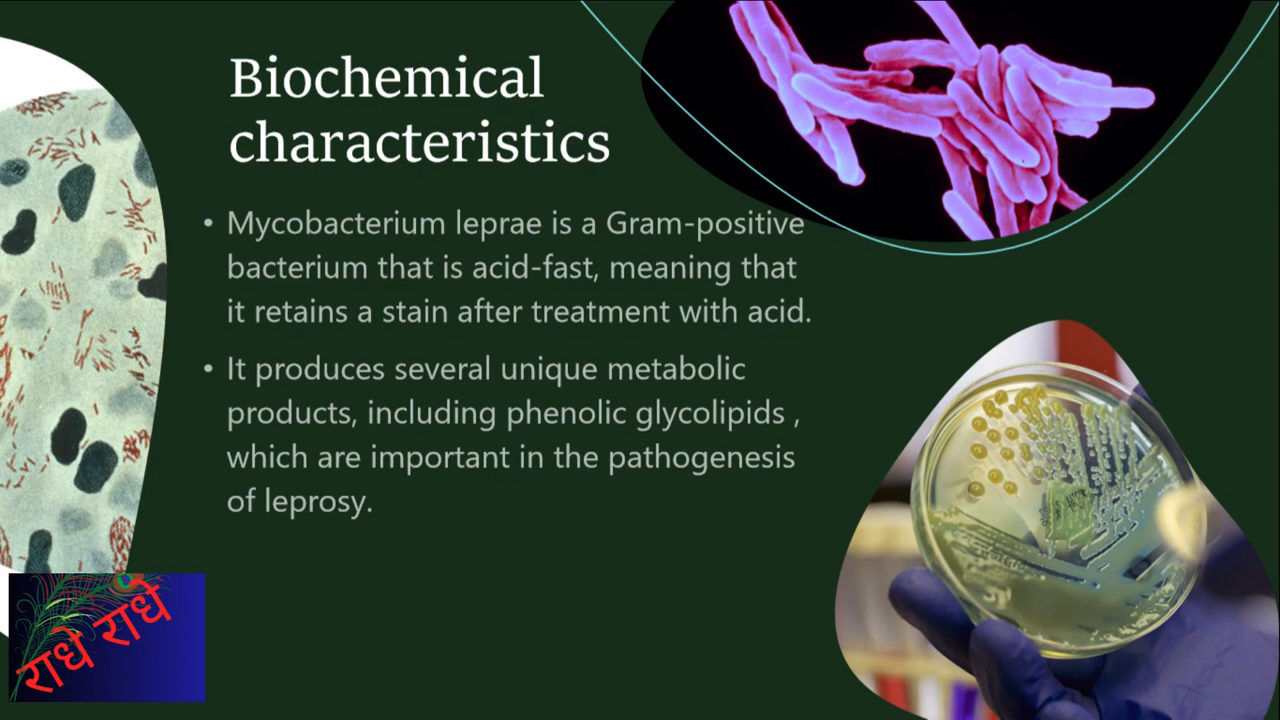 Biochemical
characteristics
• Mycobacterium leprae is a Gram-positive
bacterium that is acid-fast, meaning that
it retains a stain after treatment with acid.
• It produces several unique metabolic
products, including phenolic glycolipids ,
which are important in the pathogenesis
of leprosy.
राधे राधे